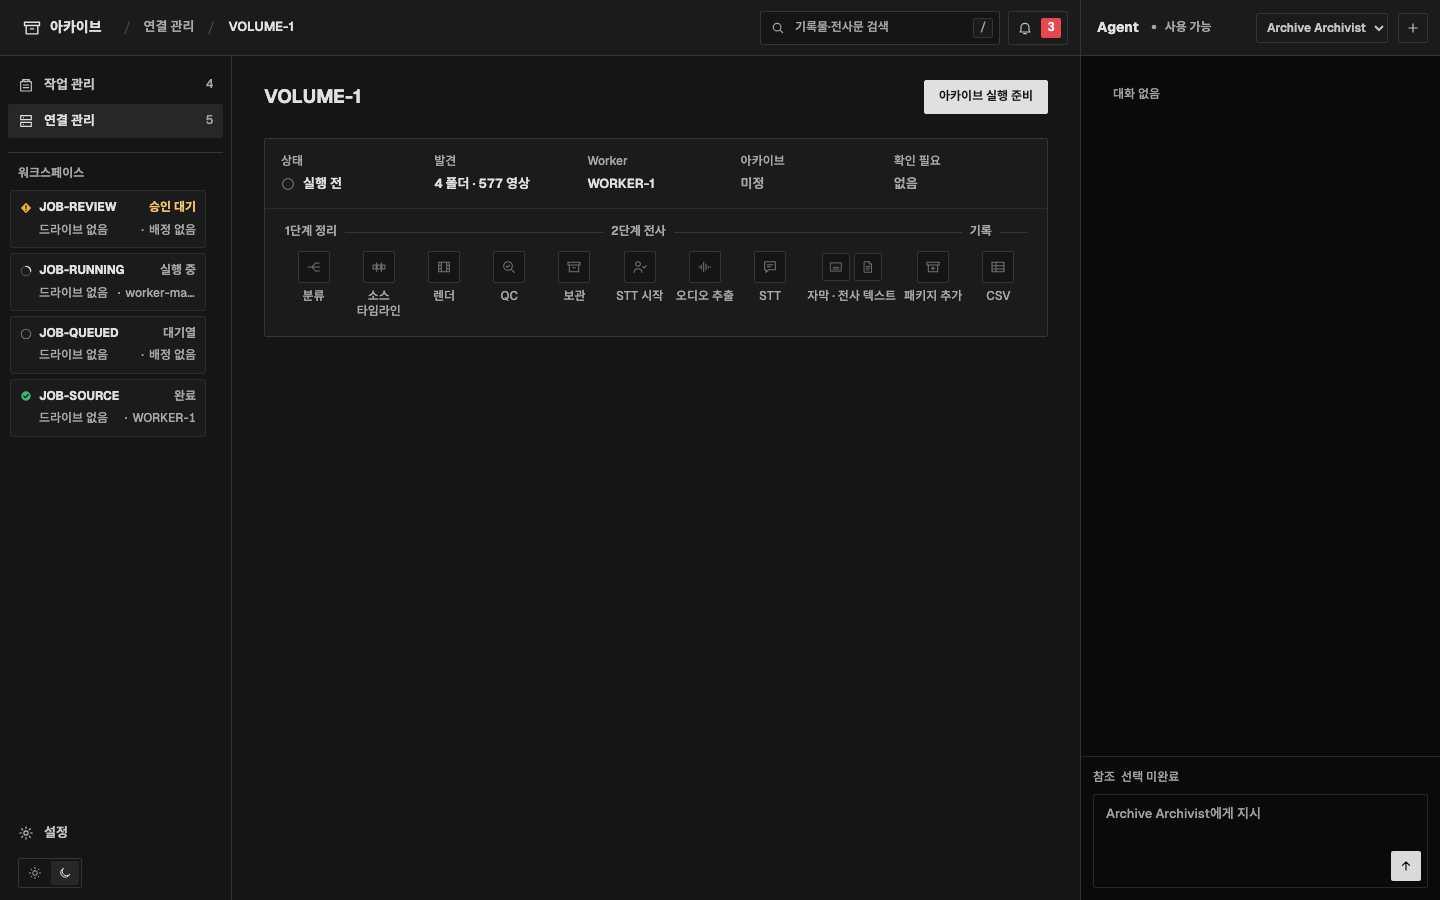 아카이브 / 연결 관리 / VOLUME-1
기록물·전사문 검색 /
3
Agent • 사용 가능
Archive Archivist
작업 관리 4
연결 관리 5
워크스페이스
JOB-REVIEW 승인 대기
드라이브 없음 · 배정 없음
JOB-RUNNING 실행 중
드라이브 없음 · worker-ma...
JOB-QUEUED 대기열
드라이브 없음 · 배정 없음
JOB-SOURCE 완료
드라이브 없음 · WORKER-1
설정
VOLUME-1
아카이브 실행 준비
상태 발견 Worker 아카이브 확인 필요
실행 전 4 폴더 · 577 영상 WORKER-1 미정 없음
1단계 정리 2단계 전사 기록
분류 소스 렌더 QC 보관 STT 시작 오디오 추출 STT 자막 · 전사 텍스트 패키지 추가 CSV
타임라인
대화 없음
참조 선택 미완료
Archive Archivist에게 지시